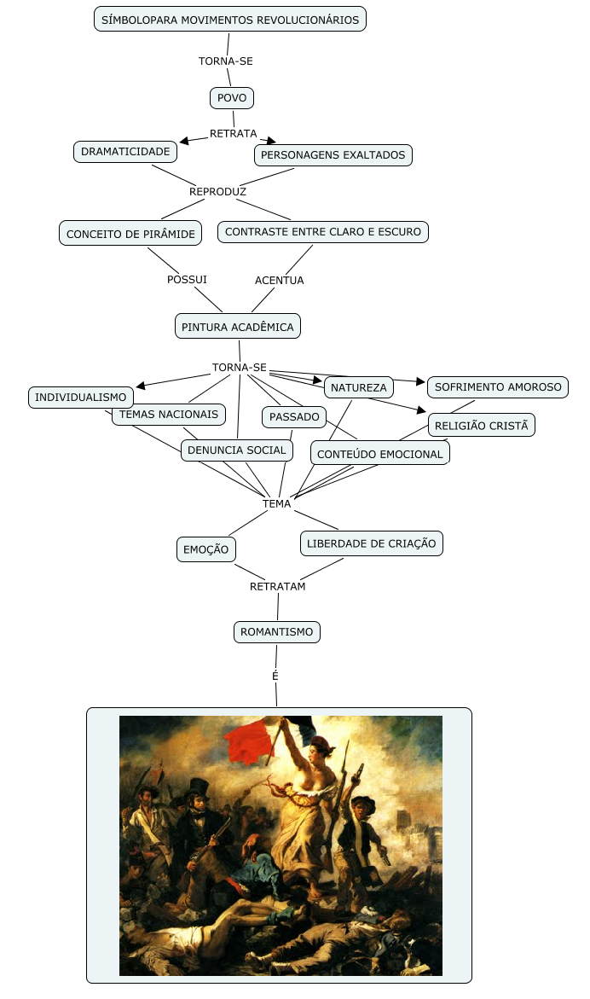 SÍMBOLOPARA MOVIMENTOS REVOLUCIONÁRIOS
TORNA-SE
POVO
RETRATA
DRAMATICIDADE
PERSONAGENS EXALTADOS
REPRODUZ
CONCEITO DE PIRÂMIDE
CONTRASTE ENTRE CLARO E ESCURO
POSSUI
ACENTUA
PINTURA ACADÊMICA
TORNA-SE
INDIVIDUALISMO
NATUREZA
SOFRIMENTO AMOROSO
TEMAS NACIONAIS
PASSADO
RELIGIÃO CRISTÃ
DENUNCIA SOCIAL
CONTEÚDO EMOCIONAL
TEMA
EMOÇÃO
LIBERDADE DE CRIAÇÃO
RETRATAM
ROMANTISMO
É